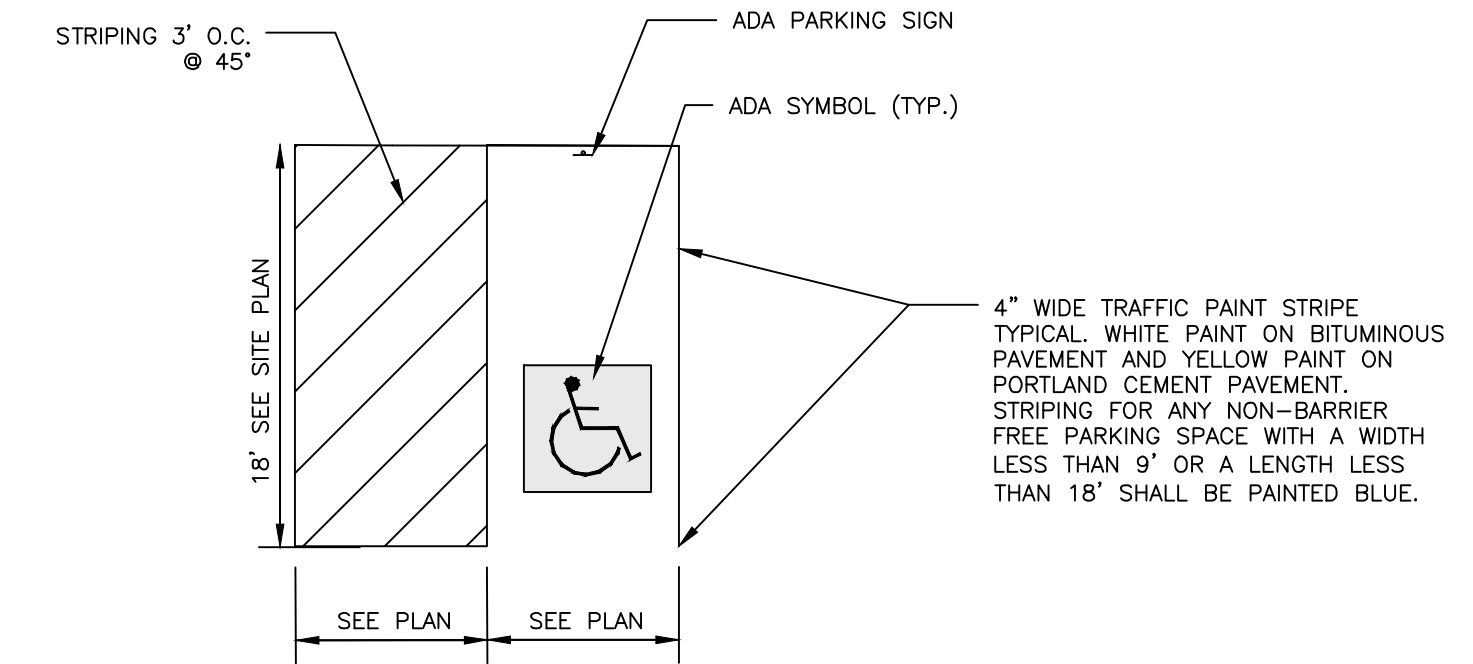 STRIPING 3' O.C.
@ 45°
ADA PARKING SIGN
ADA SYMBOL (TYP.)
18' SEE SITE PLAN
4" WIDE TRAFFIC PAINT STRIPE
TYPICAL. WHITE PAINT ON BITUMINOUS
PAVEMENT AND YELLOW PAINT ON
PORTLAND CEMENT PAVEMENT.
STRIPING FOR ANY NON-BARRIER
FREE PARKING SPACE WITH A WIDTH
LESS THAN 9' OR A LENGTH LESS
THAN 18' SHALL BE PAINTED BLUE.
SEE PLAN
SEE PLAN